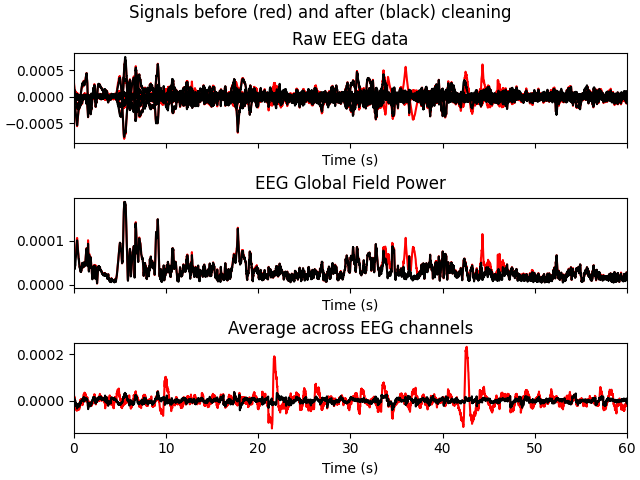 Signals before (red) and after (black) cleaning
Raw EEG data
0.0005
0.0000
−0.0005
Time (s)
EEG Global Field Power
0.0001
0.0000
Time (s)
Average across EEG channels
0.0002
0.0000
0 10 20 30 40 50 60
Time (s)